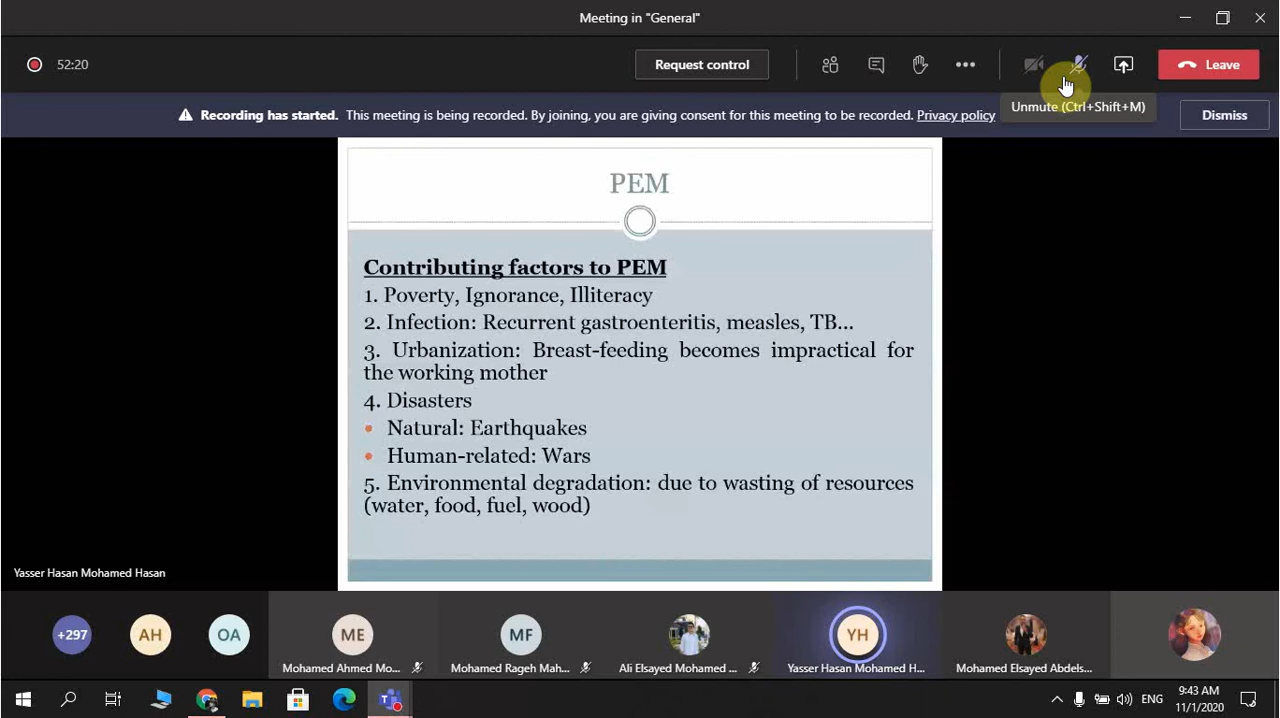 Meeting in "General"
52:20
Request control
Leave
Recording has started. This meeting is being recorded. By joining, you are giving consent for this meeting to be recorded. Privacy policy
Unmute (Ctrl+Shift+M)
Dismiss
PEM
Contributing factors to PEM
1. Poverty, Ignorance, Illiteracy
2. Infection: Recurrent gastroenteritis, measles, TB...
3. Urbanization: Breast-feeding becomes impractical for
the working mother
4. Disasters
• Natural: Earthquakes
• Human-related: Wars
5. Environmental degradation: due to wasting of resources
(water, food, fuel, wood)
Yasser Hasan Mohamed Hasan
+297
AH
OA
ME
MF
YH
Mohamed Ahmed Mo...
Mohamed Rageh Mah...
Ali Elsayed Mohamed ...
Yasser Hasan Mohamed H...
Mohamed Elsayed Abdels...
ENG
9:43 AM
11/1/2020